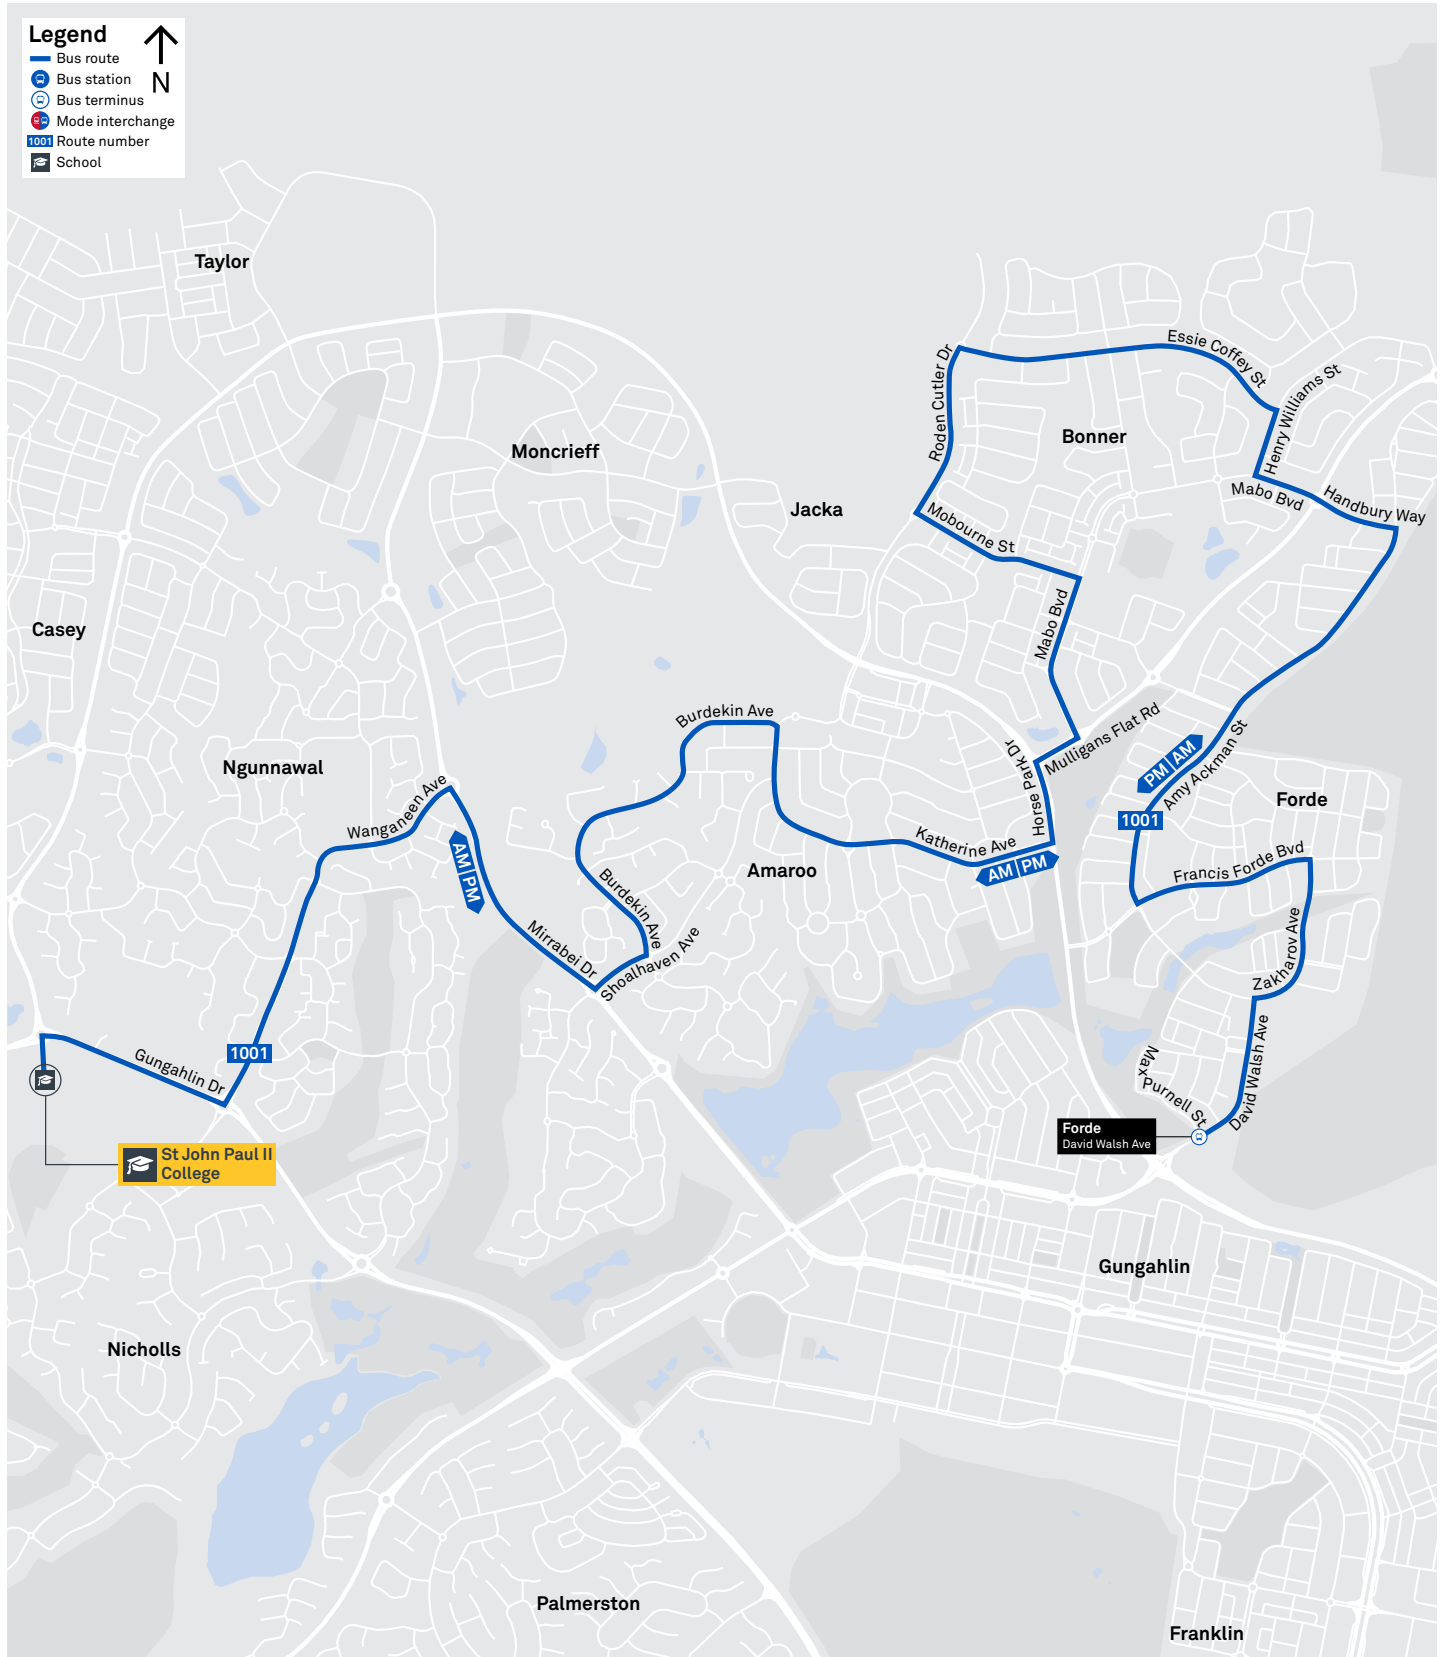 Legend
N
Bus route
Bus station
Bus terminus
Mode interchange
1001 Route number
School
Taylor
Moncrieff
Jacka
Bonner
Casey
Ngunnawal
Amaroo
Forde
Nicholls
Gungahlin
Palmerston
Franklin
Essie Coffey St
Henry Williams St
Roden Cutler Dr
Mabo Bvd
Handbury Way
Mobourne St
Mabo Bvd
Mulligans Flat Rd
Horse Park Dr
Burdekin Ave
Katherine Ave
AM PM
PM AM
Amy Ackman St
1001
Francis Forde Bvd
Zakharov Ave
David Walsh Ave
Max
Purnell St
Forde
David Walsh Ave
Wanganeen Ave
AM PM
Burdekin Ave
Mirrabei Dr
Shoalhaven Ave
1001
Gungahlin Dr
St John Paul II
College